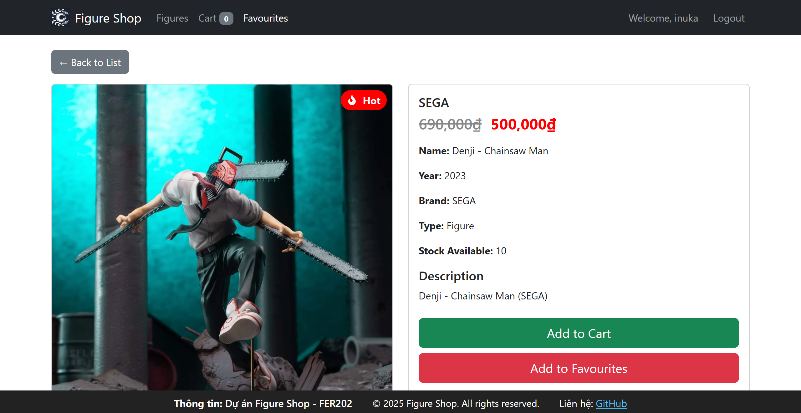 Figure Shop Figures Cart 0 Favourites Welcome, inuka Logout
← Back to List
Hot
SEGA
690,000₫ 500,000₫
Name: Denji - Chainsaw Man
Year: 2023
Brand: SEGA
Type: Figure
Stock Available: 10
Description
Denji - Chainsaw Man (SEGA)
Add to Cart
Add to Favourites
Thông tin: Dự án Figure Shop - FER202 © 2025 Figure Shop. All rights reserved. Liên hệ: GitHub